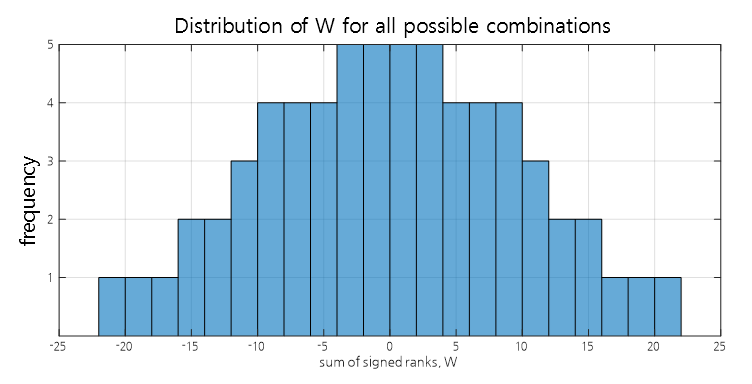 Distribution of W for all possible combinations
frequency
5
4
3
2
1
-25 -20 -15 -10 -5 0 5 10 15 20 25
sum of signed ranks, W